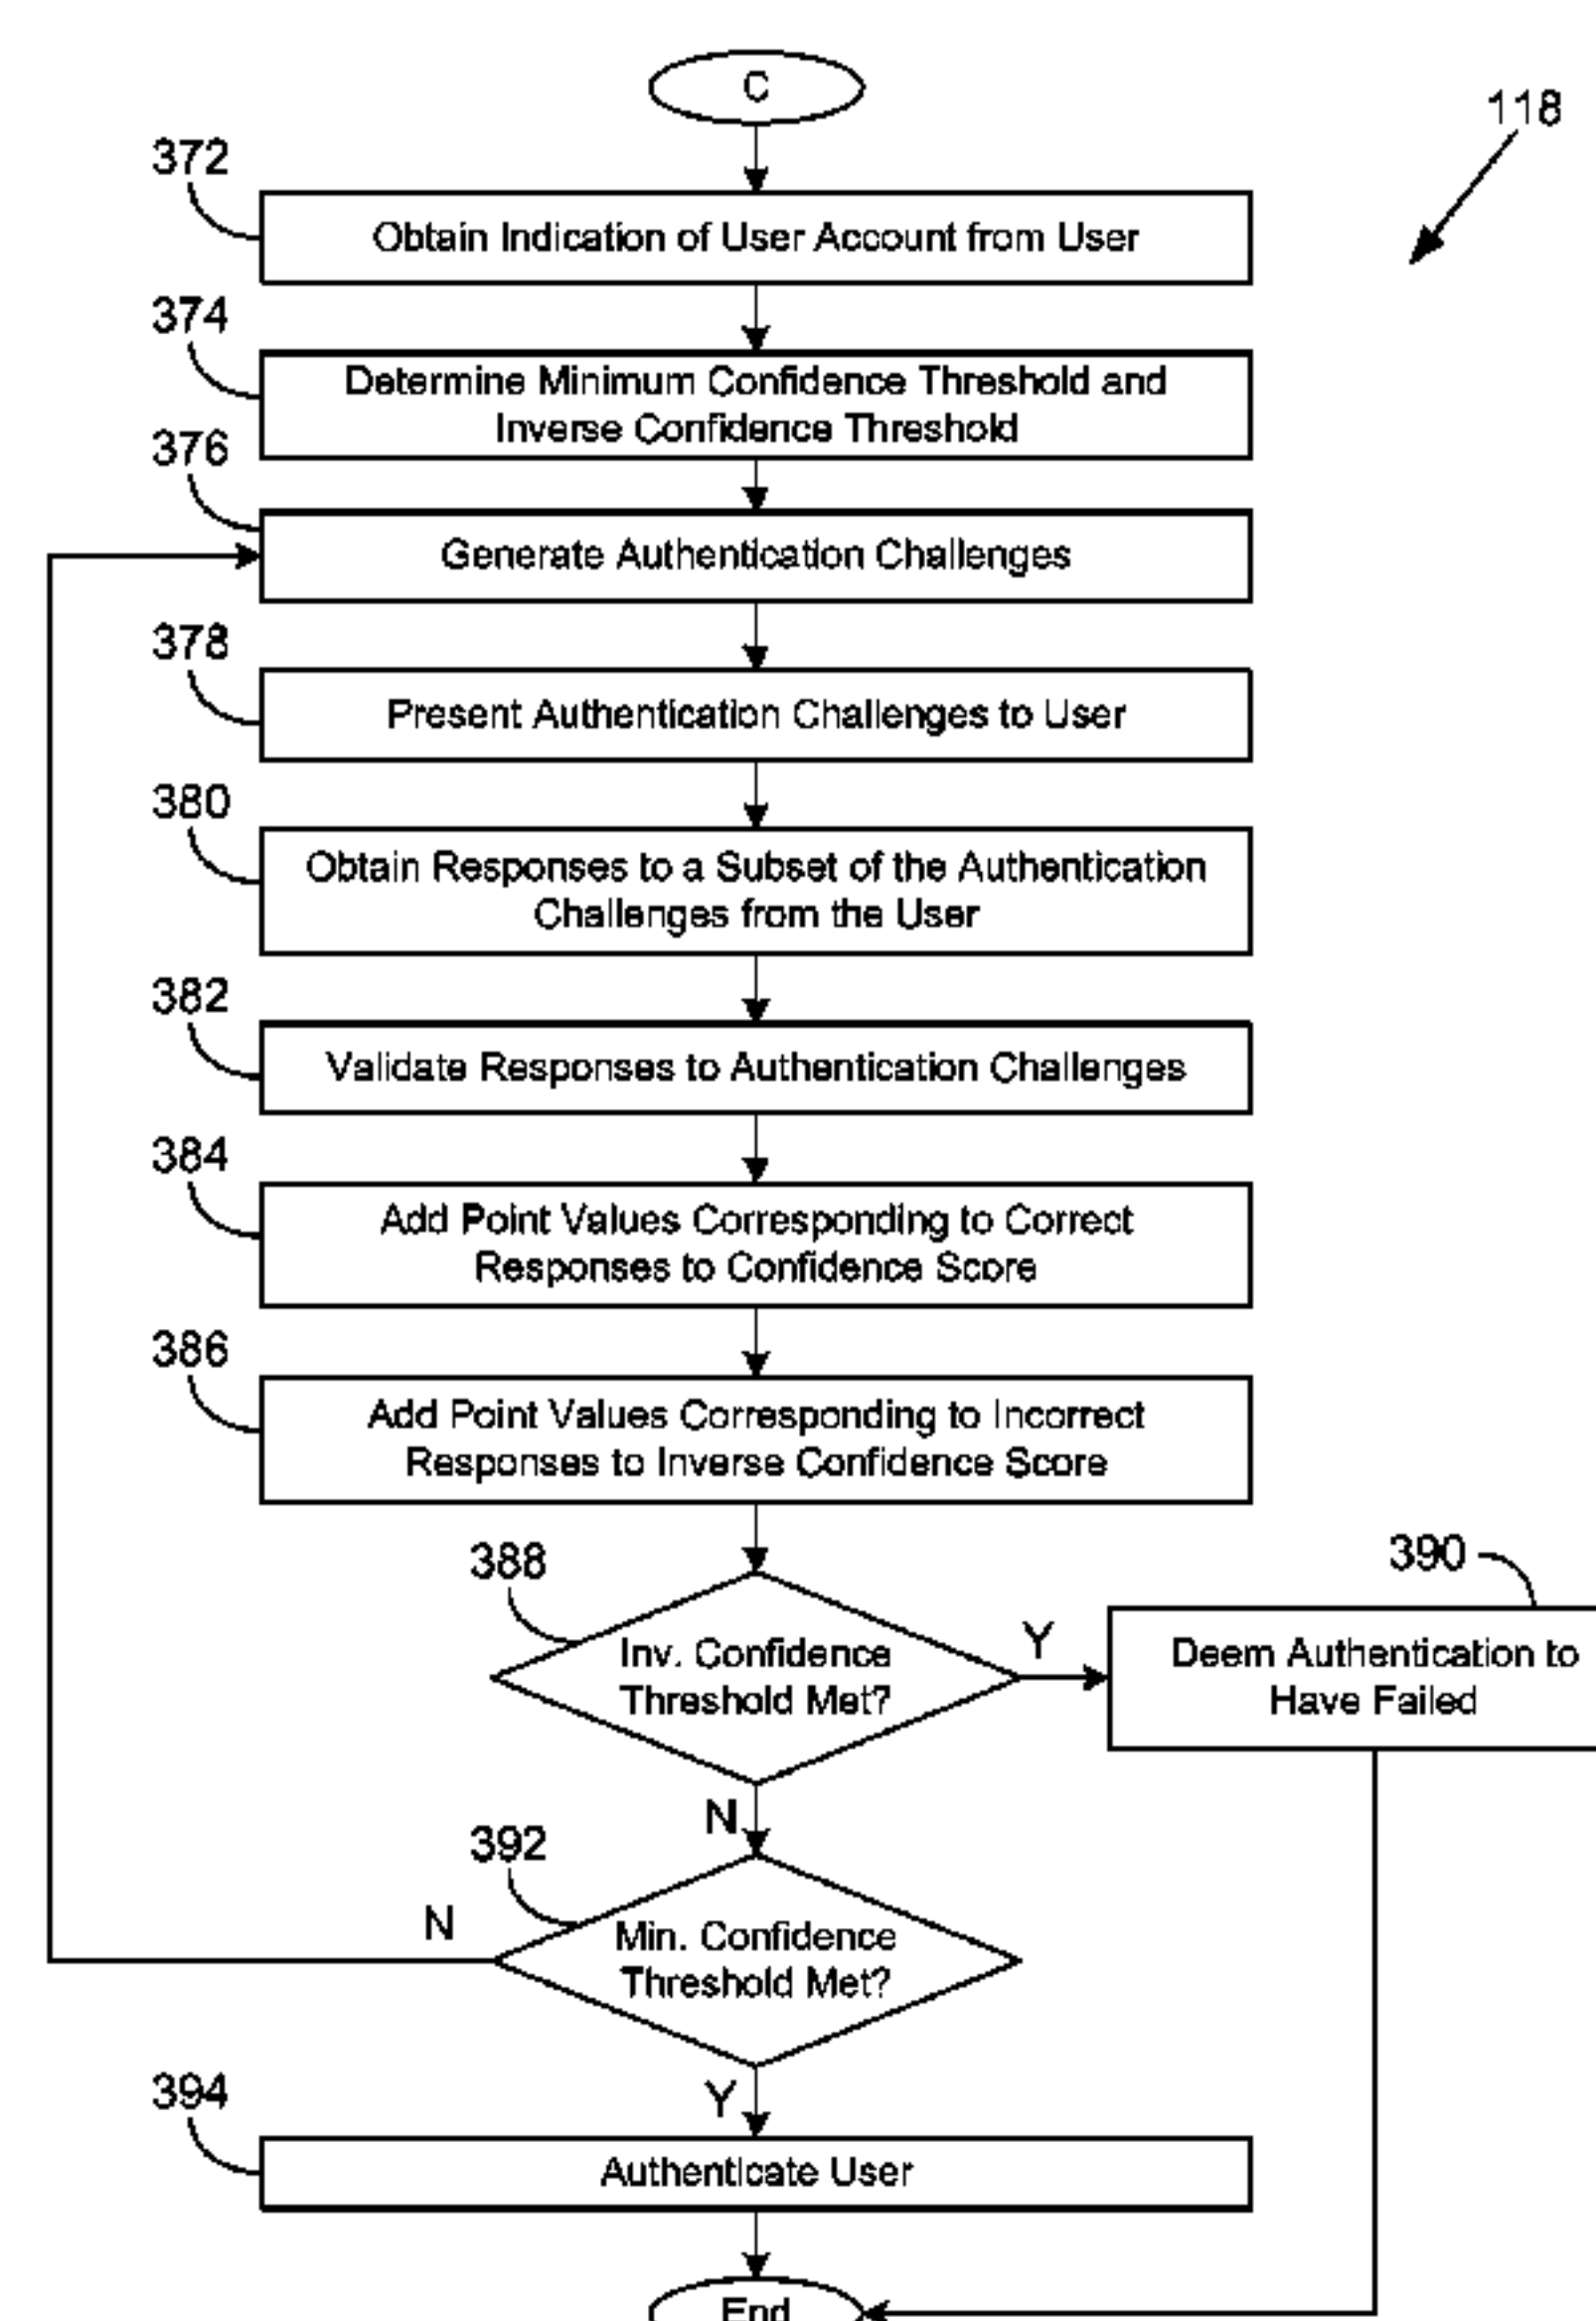 C
118
372
Obtain Indication of User Account from User
374
Determine Minimum Confidence Threshold and
Inverse Confidence Threshold
376
Generate Authentication Challenges
378
Present Authentication Challenges to User
380
Obtain Responses to a Subset of the Authentication
Challenges from the User
382
Validate Responses to Authentication Challenges
384
Add Point Values Corresponding to Correct
Responses to Confidence Score
386
Add Point Values Corresponding to Incorrect
Responses to Inverse Confidence Score
388
Inv. Confidence
Threshold Met?
Y
390
Deem Authentication to
Have Failed
N
392
Min. Confidence
Threshold Met?
N
Y
394
Authenticate User
End